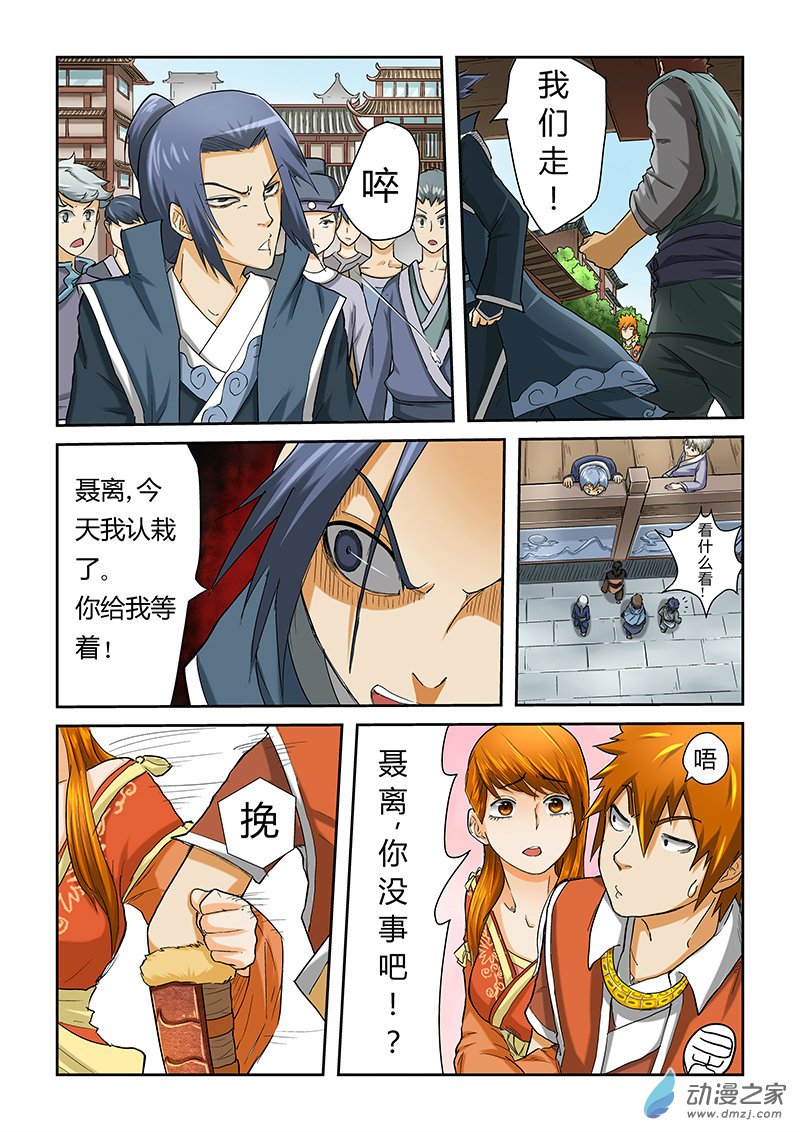 啐
我们走！
聂离，今
天我认栽
了。
你给我等
着！
看什么看！
挽
聂离，你没事吧！？
唔
动漫之家
www.dmzj.com